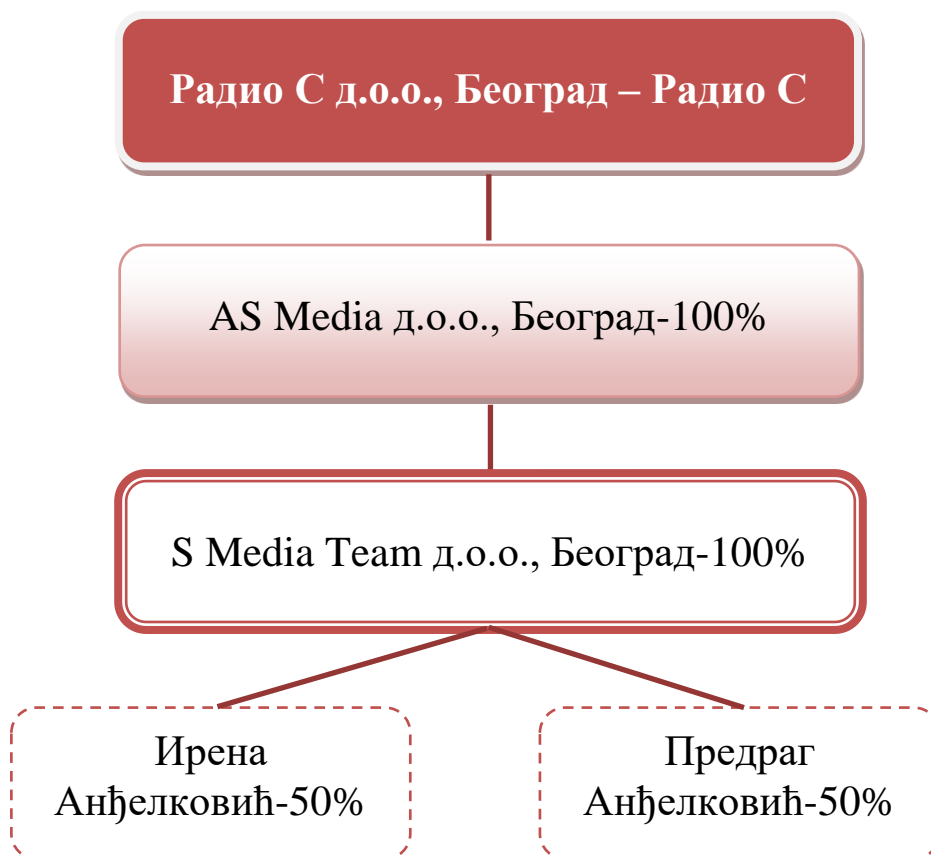 Радио С д.о.о., Београд – Радио С
AS Media д.о.о., Београд-100%
S Media Team д.о.о., Београд-100%
Ирена
Анђелковић-50%
Предраг
Анђелковић-50%